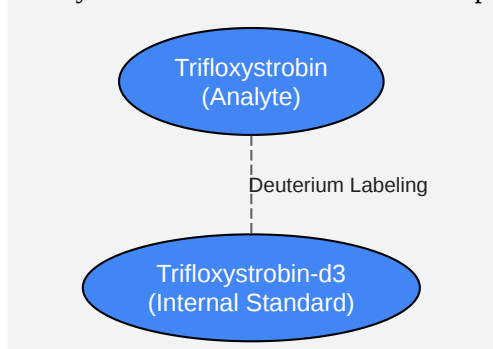 Trifloxystrobin
(Analyte)
Deuterium Labeling
Trifloxystrobin-d3
(Internal Standard)